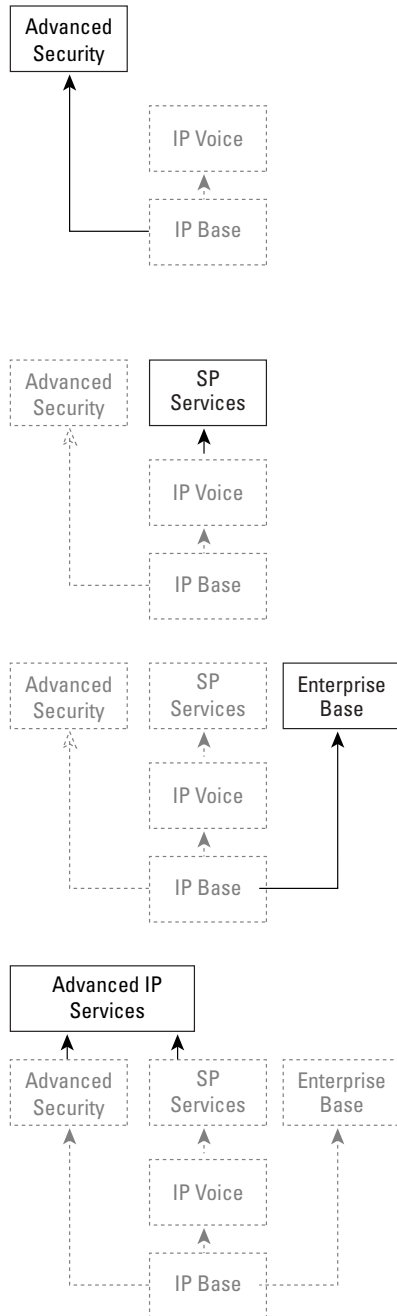 Advanced
Security
IP Voice
IP Base
Advanced
Security
SP
Services
IP Voice
IP Base
Advanced
Security
SP
Services
Enterprise
Base
IP Voice
IP Base
Advanced IP
Services
Advanced
Security
SP
Services
Enterprise
Base
IP Voice
IP Base